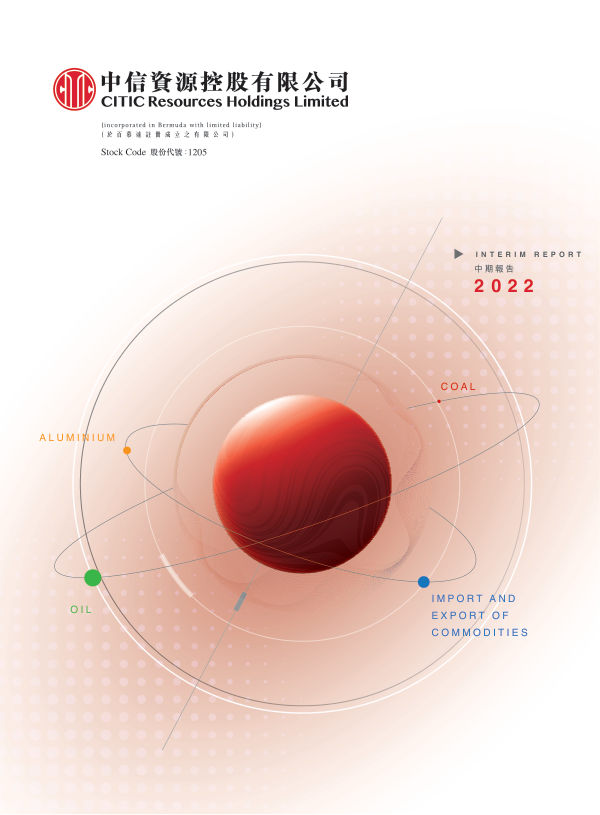 CITIC
中信資源控股有限公司
CITIC Resources Holdings Limited
(incorporated in Bermuda with limited liability)
(於百慕達註冊成立之有限公司)
Stock Code 股份代號：1205
INTERIM REPORT
中期報告
2022
COAL
ALUMINIUM
OIL
IMPORT AND
EXPORT OF
COMMODITIES